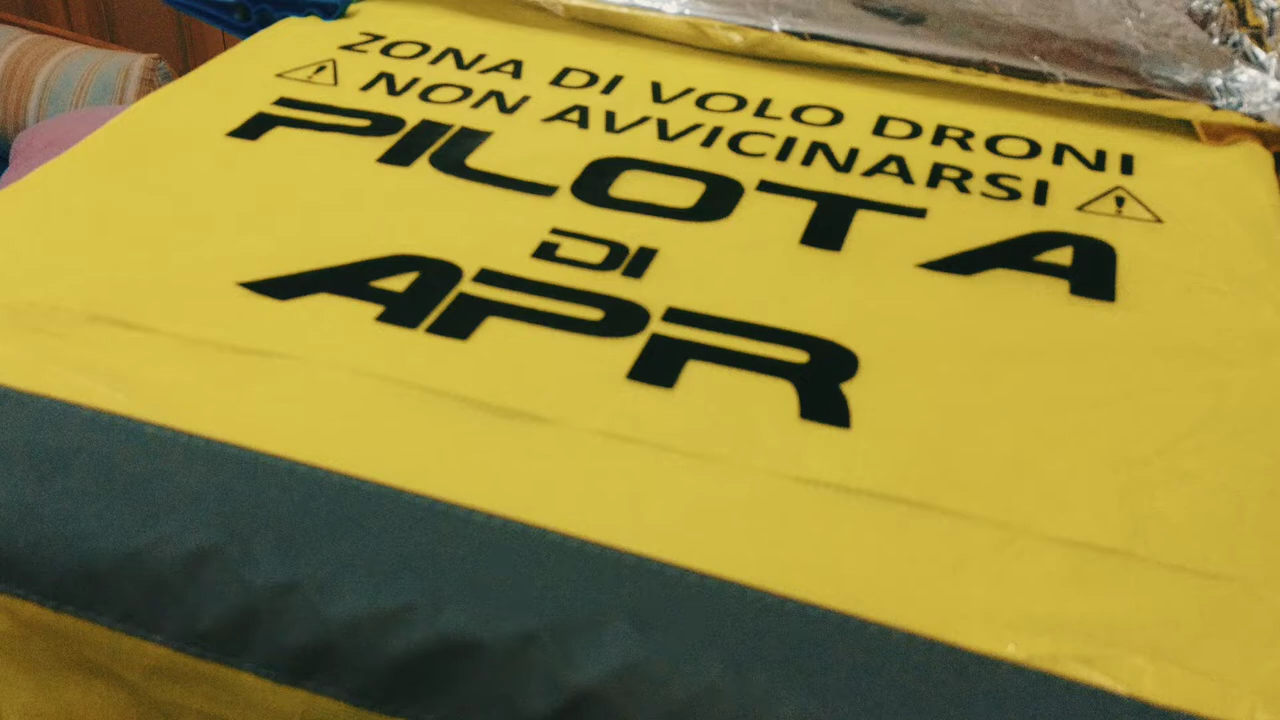 ZONA DI VOLO DRONI
⚠ NON AVVICINARSI ⚠
PILOTA
DI
APR